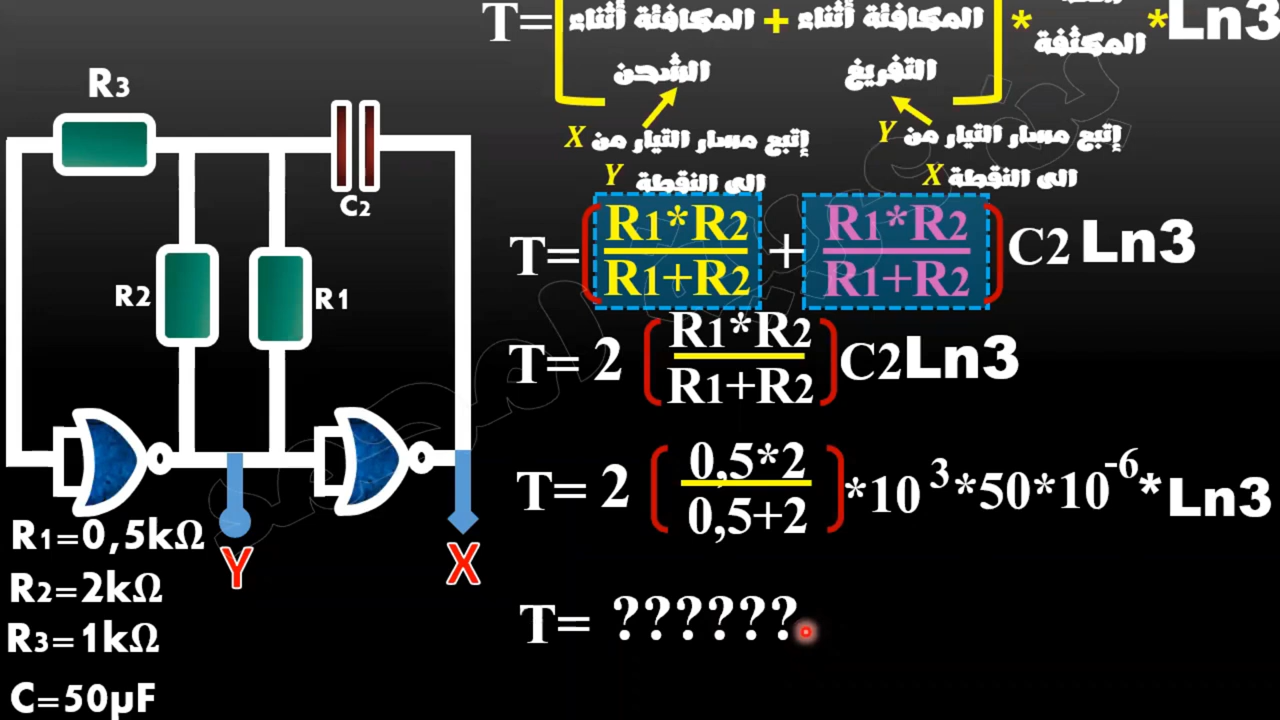 T= [ المكافئة أثناء الشحن + المكافئة أثناء التفريغ ] * المكثفة * Ln3
إتبع مسار التيار من X
الى النقطة Y
إتبع مسار التيار من Y
الى النقطة X
T= ( R1*R2 / R1+R2 + R1*R2 / R1+R2 ) C2 Ln3
T= 2 ( R1*R2 / R1+R2 ) C2Ln3
T= 2 ( 0,5*2 / 0,5+2 ) *10³*50*10⁻⁶* Ln3
T= ??????
R3
C2
R2
R1
Y
X
R1=0,5kΩ
R2=2kΩ
R3=1kΩ
C=50µF